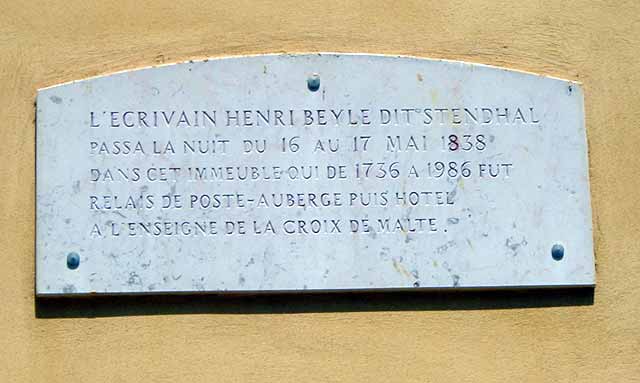 L'ECRIVAIN HENRI BEYLE DIT STENDHAL
PASSA LA NUIT DU 16 AU 17 MAI 1838
DANS CET IMMEUBLE QUI DE 1736 A 1986 FUT
RELAIS DE POSTE-AUBERGE PUIS HOTEL
A L'ENSEIGNE DE LA CROIX DE MALTE.